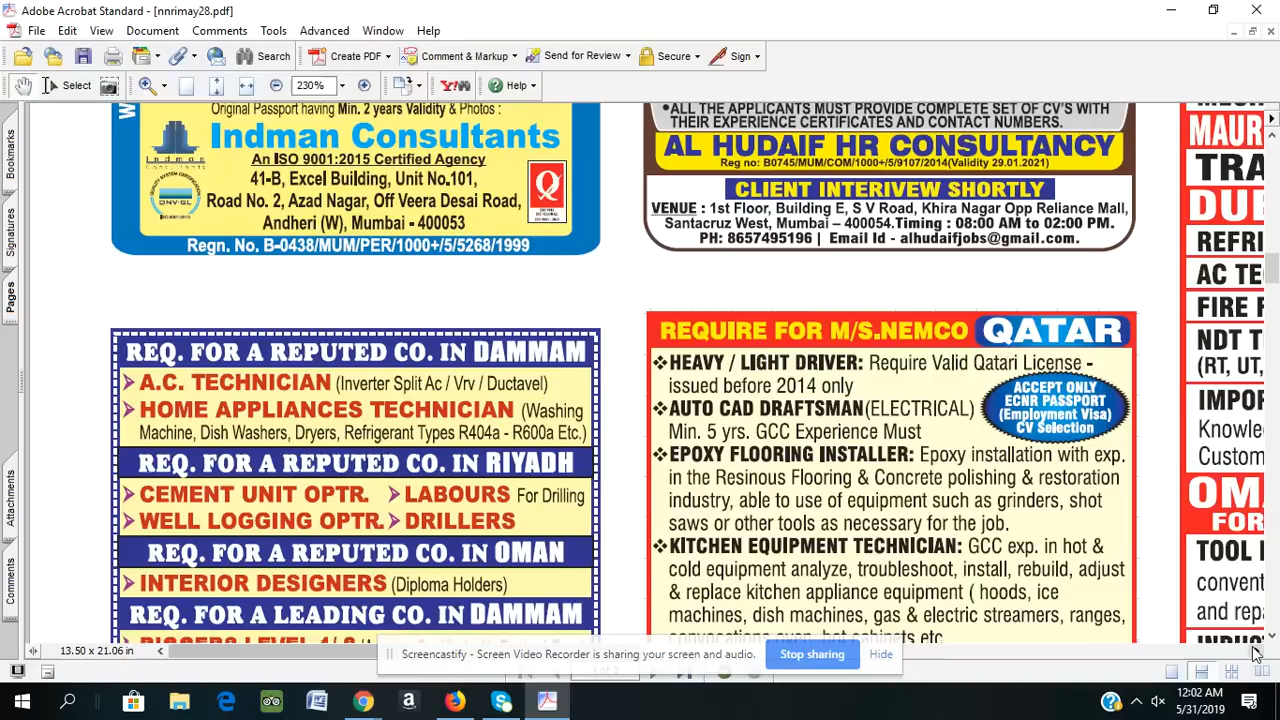 Adobe Acrobat Standard - [nnrimay28.pdf]
File Edit View Document Comments Tools Advanced Window Help
Search Create PDF Comment & Markup Send for Review Secure Sign
Select 230% Y! Help
Bookmarks
Signatures
Pages
Attachments
Comments
Original Passport having Min. 2 years Validity & Photos :
Indman Consultants
An ISO 9001:2015 Certified Agency
41-B, Excel Building, Unit No.101,
Road No. 2, Azad Nagar, Off Veera Desai Road,
Andheri (W), Mumbai - 400053
Regn. No. B-0438/MUM/PER/1000+/5/5268/1999
Indman
DNV·GL
Q
REQ. FOR A REPUTED CO. IN DAMMAM
A.C. TECHNICIAN (Inverter Split Ac / Vrv / Ductavel)
HOME APPLIANCES TECHNICIAN (Washing
Machine, Dish Washers, Dryers, Refrigerant Types R404a - R600a Etc.)
REQ. FOR A REPUTED CO. IN RIYADH
CEMENT UNIT OPTR. LABOURS For Drilling
WELL LOGGING OPTR. DRILLERS
REQ. FOR A REPUTED CO. IN OMAN
INTERIOR DESIGNERS (Diploma Holders)
REQ. FOR A LEADING CO. IN DAMMAM
ALL THE APPLICANTS MUST PROVIDE COMPLETE SET OF CV'S WITH
THEIR EXPERIENCE CERTIFICATES AND CONTACT NUMBERS.
AL HUDAIF HR CONSULTANCY
Reg no: B0745/MUM/COM/1000+/5/9107/2014(Validity 29.01.2021)
CLIENT INTERIVEW SHORTLY
VENUE : 1st Floor, Building E, S V Road, Khira Nagar Opp Reliance Mall,
Santacruz West, Mumbai – 400054.Timing : 08:00 AM to 02:00 PM.
PH: 8657495196 | Email Id - alhudaifjobs@gmail.com.
REQUIRE FOR M/S.NEMCO QATAR
❖HEAVY / LIGHT DRIVER: Require Valid Qatari License -
issued before 2014 only
❖AUTO CAD DRAFTSMAN(ELECTRICAL)
Min. 5 yrs. GCC Experience Must
ACCEPT ONLY
ECNR PASSPORT
(Employment Visa)
CV Selection
❖EPOXY FLOORING INSTALLER: Epoxy installation with exp.
in the Resinous Flooring & Concrete polishing & restoration
industry, able to use of equipment such as grinders, shot
saws or other tools as necessary for the job.
❖KITCHEN EQUIPMENT TECHNICIAN: GCC exp. in hot &
cold equipment analyze, troubleshoot, install, rebuild, adjust
& replace kitchen appliance equipment ( hoods, ice
machines, dish machines, gas & electric streamers, ranges,
MAUR
TRA
DUB
REFRI
AC TE
FIRE F
NDT T
(RT, UT,
IMPOR
Knowle
Custom
OMA
FOR
TOOL
convent
and repa
13.50 x 21.06 in
Screencastify - Screen Video Recorder is sharing your screen and audio. Stop sharing Hide
12:02 AM
5/31/2019